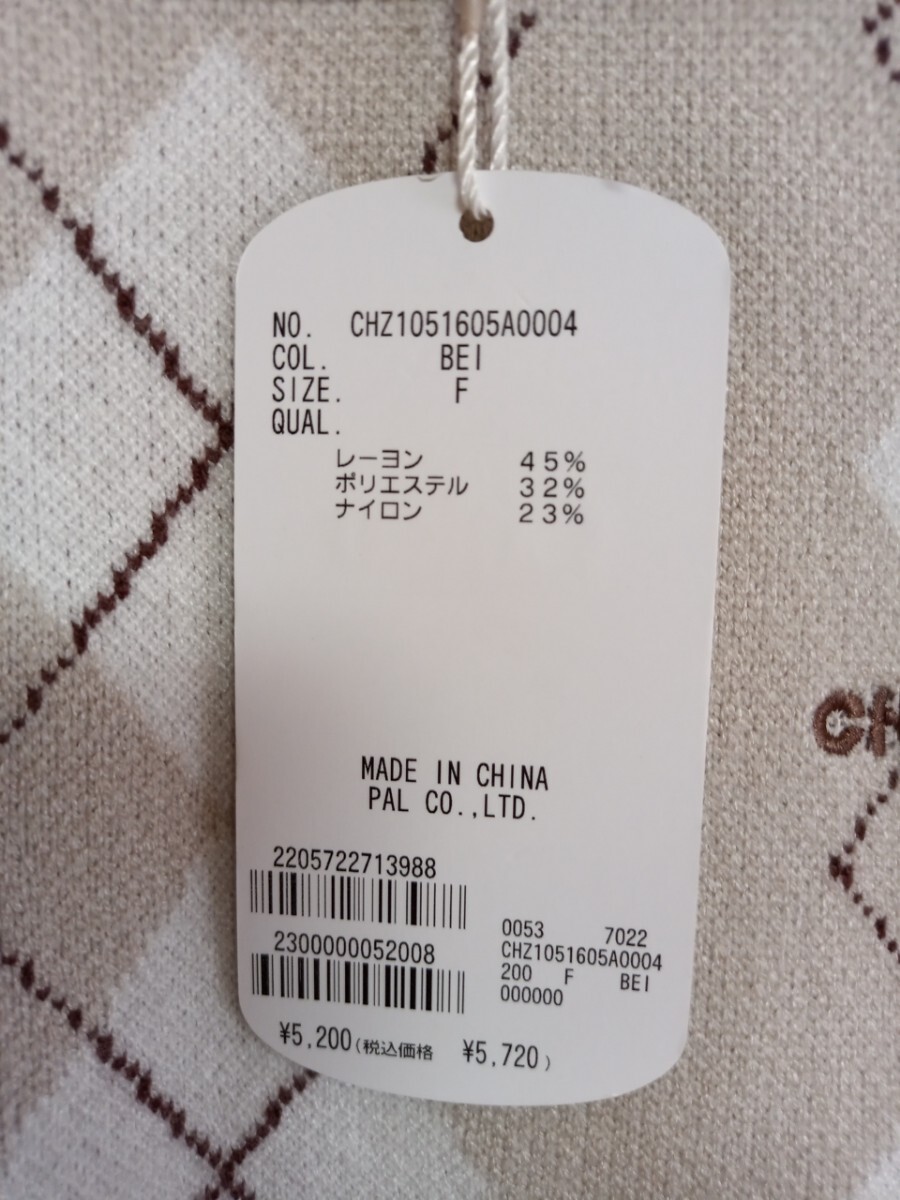 NO. CHZ1051605A0004
COL. BEI
SIZE. F
QUAL.
レーヨン 45%
ポリエステル 32%
ナイロン 23%
MADE IN CHINA
PAL CO.,LTD.
2205722713988
2300000052008
0053 7022
CHZ1051605A0004
200 F BEI
000000
¥5,200(税込価格 ¥5,720)